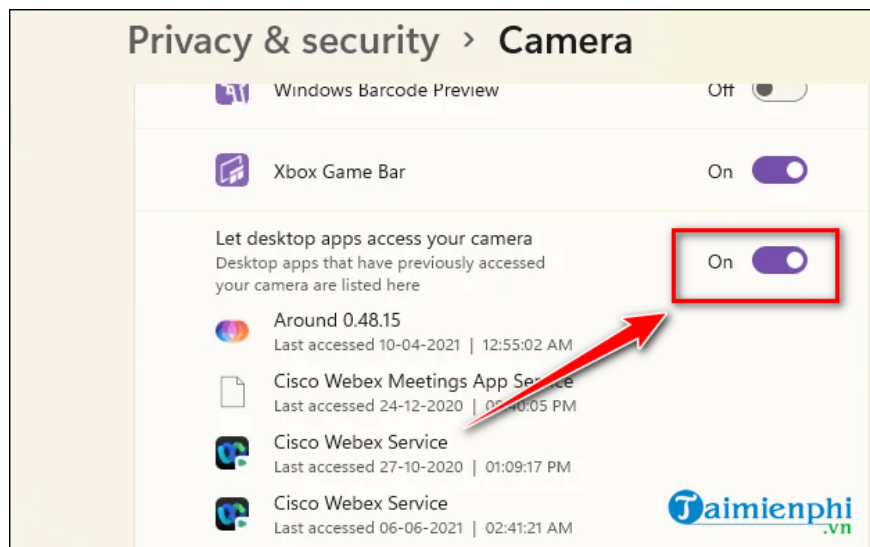 Privacy & security > Camera
Windows Barcode Preview Off
Xbox Game Bar On
Let desktop apps access your camera
Desktop apps that have previously accessed On
your camera are listed here
Around 0.48.15
Last accessed 10-04-2021 | 12:55:02 AM
Cisco Webex Meetings App Service
Last accessed 24-12-2020 | 08:40:05 PM
Cisco Webex Service
Last accessed 27-10-2020 | 01:09:17 PM
Cisco Webex Service
Last accessed 06-06-2021 | 02:41:21 AM
Taimienphi
.vn